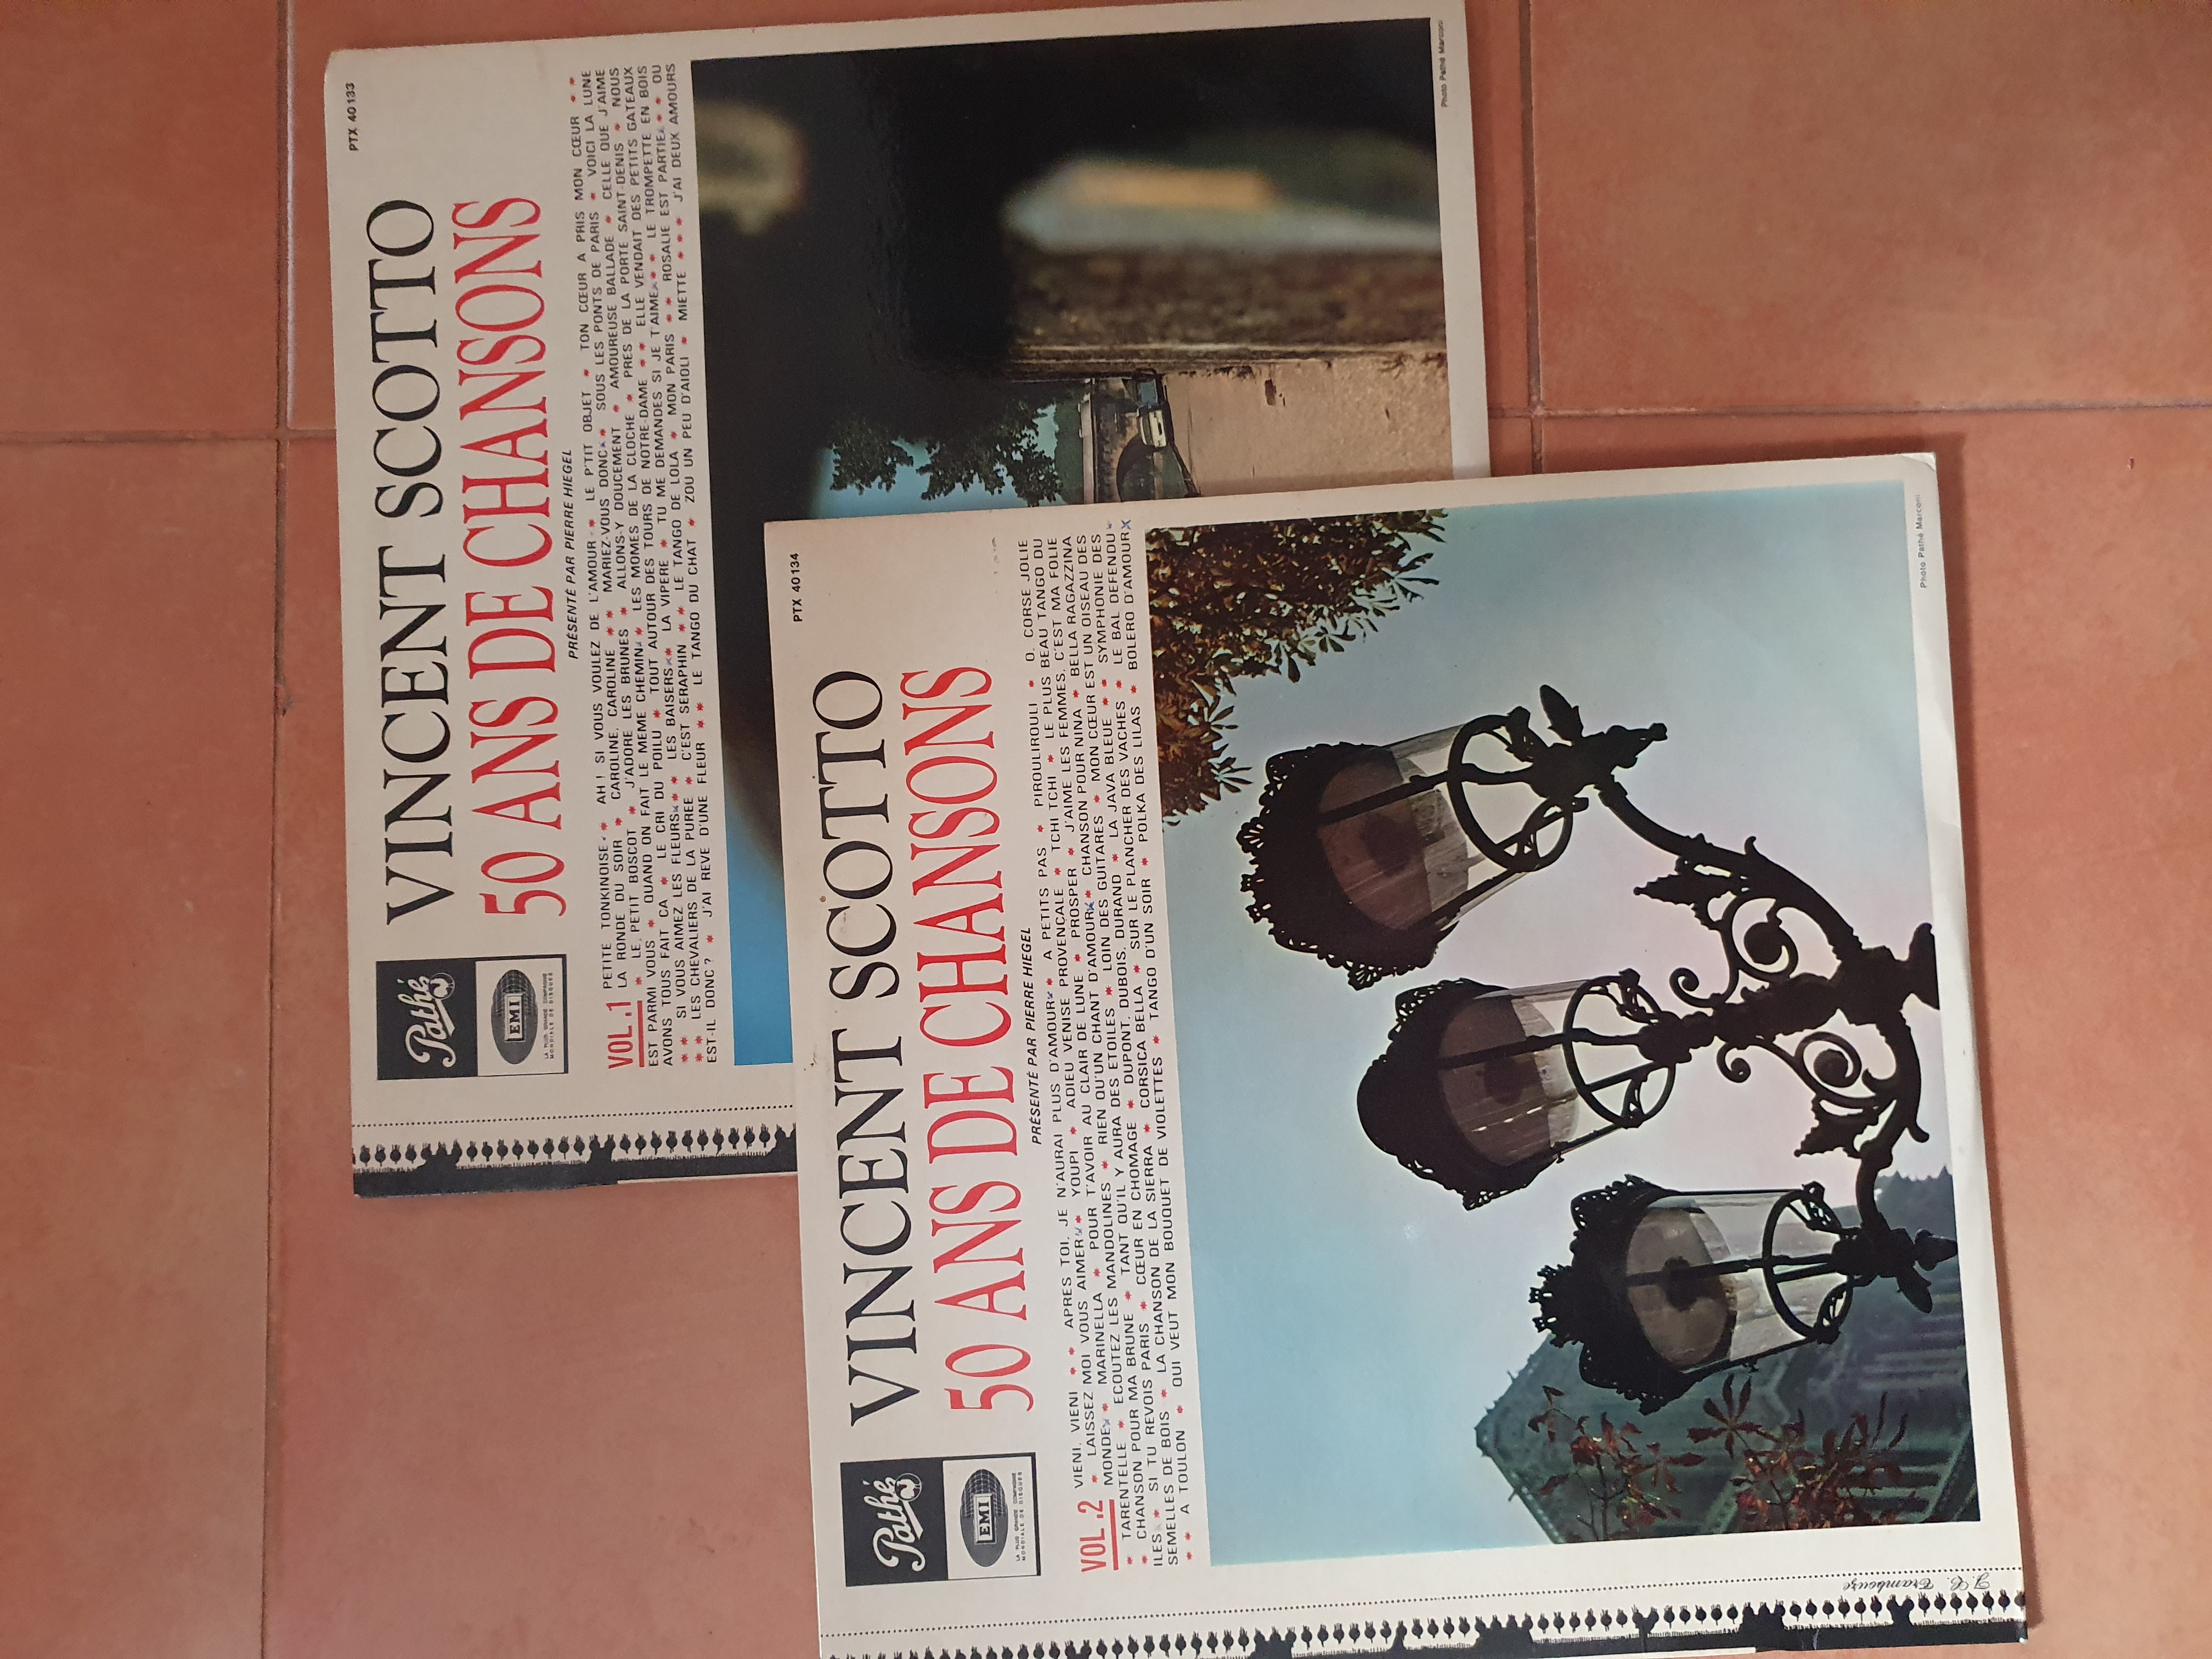 PTX 40133
Pathé
EMI
LA PLUS GRANDE COMPAGNIE
MONDIALE DE DISQUES
VINCENT SCOTTO
50 ANS DE CHANSONS
PRÉSENTÉ PAR PIERRE HIEGEL
VOL.1 PETITE TONKINOISE * AH ! SI VOUS VOULEZ DE L'AMOUR * LE P'TIT OBJET * TON CŒUR A PRIS MON CŒUR * *
LA RONDE DU SOIR * CAROLINE, CAROLINE * * MARIEZ-VOUS DONC * SOUS LES PONTS DE PARIS * VOICI LA LUNE
* LE PETIT BOSCOT * J'ADORE LES BRUNES * ALLONS-Y DOUCEMENT * AMOUREUSE BALLADE * CELLE QUE J'AIME
EST PARMI VOUS * QUAND ON FAIT LE MEME CHEMIN * LES MOMES DE LA CLOCHE * PRES DE LA PORTE SAINT-DENIS * NOUS
AVONS TOUS FAIT CA * LE CRI DU POILU * TOUT AUTOUR DES TOURS DE NOTRE-DAME * * ELLE VENDAIT DES PETITS GATEAUX
* * SI VOUS AIMEZ LES FLEURS * * LES BAISERS * * LA VIPERE * TU ME DEMANDES SI JE T'AIME * * LE TROMPETTE EN BOIS
* * LES CHEVALIERS DE LA PUREE * C'EST SERAPHIN * * LE TANGO DE LOLA * MON PARIS * * ROSALIE EST PARTIE * * OU
EST-IL DONC ? * J'AI REVE D'UNE FLEUR * * LE TANGO DU CHAT * ZOU UN PEU D'AIOLI * MIETTE * * * J'AI DEUX AMOURS
Photo Pathé Marconi
PTX 40134
Pathé
EMI
LA PLUS GRANDE COMPAGNIE
MONDIALE DE DISQUES
VINCENT SCOTTO
50 ANS DE CHANSONS
PRÉSENTÉ PAR PIERRE HIEGEL
VOL.2 VIENI, VIENI * * APRES TOI, JE N'AURAI PLUS D'AMOUR * * A PETITS PAS * PIROULIROULI * O. CORSE JOLIE
* LAISSEZ MOI VOUS AIMER * * YOUPI * ADIEU VENISE PROVENCALE * TCHI TCHI * LE PLUS BEAU TANGO DU
MONDE * MARINELLA * POUR T'AVOIR AU CLAIR DE LUNE * PROSPER * J'AIME LES FEMMES, C'EST MA FOLIE
* TARENTELLE * ECOUTEZ LES MANDOLINES * RIEN QU'UN CHANT D'AMOUR * CHANSON POUR NINA * BELLA RAGAZZINA
* CHANSON POUR MA BRUNE * TANT QU'IL Y AURA DES ETOILES * LOIN DES GUITARES * MON CŒUR EST UN OISEAU DES
ILES * SI TU REVOIS PARIS * CŒUR EN CHOMAGE * DUPONT, DUBOIS, DURAND * LA JAVA BLEUE * * SYMPHONIE DES
SEMELLES DE BOIS * LA CHANSON DE LA SIERRA * CORSICA BELLA * SUR LE PLANCHER DES VACHES * LE BAL DEFENDU *
* * A TOULON * QUI VEUT MON BOUQUET DE VIOLETTES * TANGO D'UN SOIR * POLKA DES LILAS * BOLERO D'AMOUR X
Photo Pathé Marconi
J. C. Trambouze